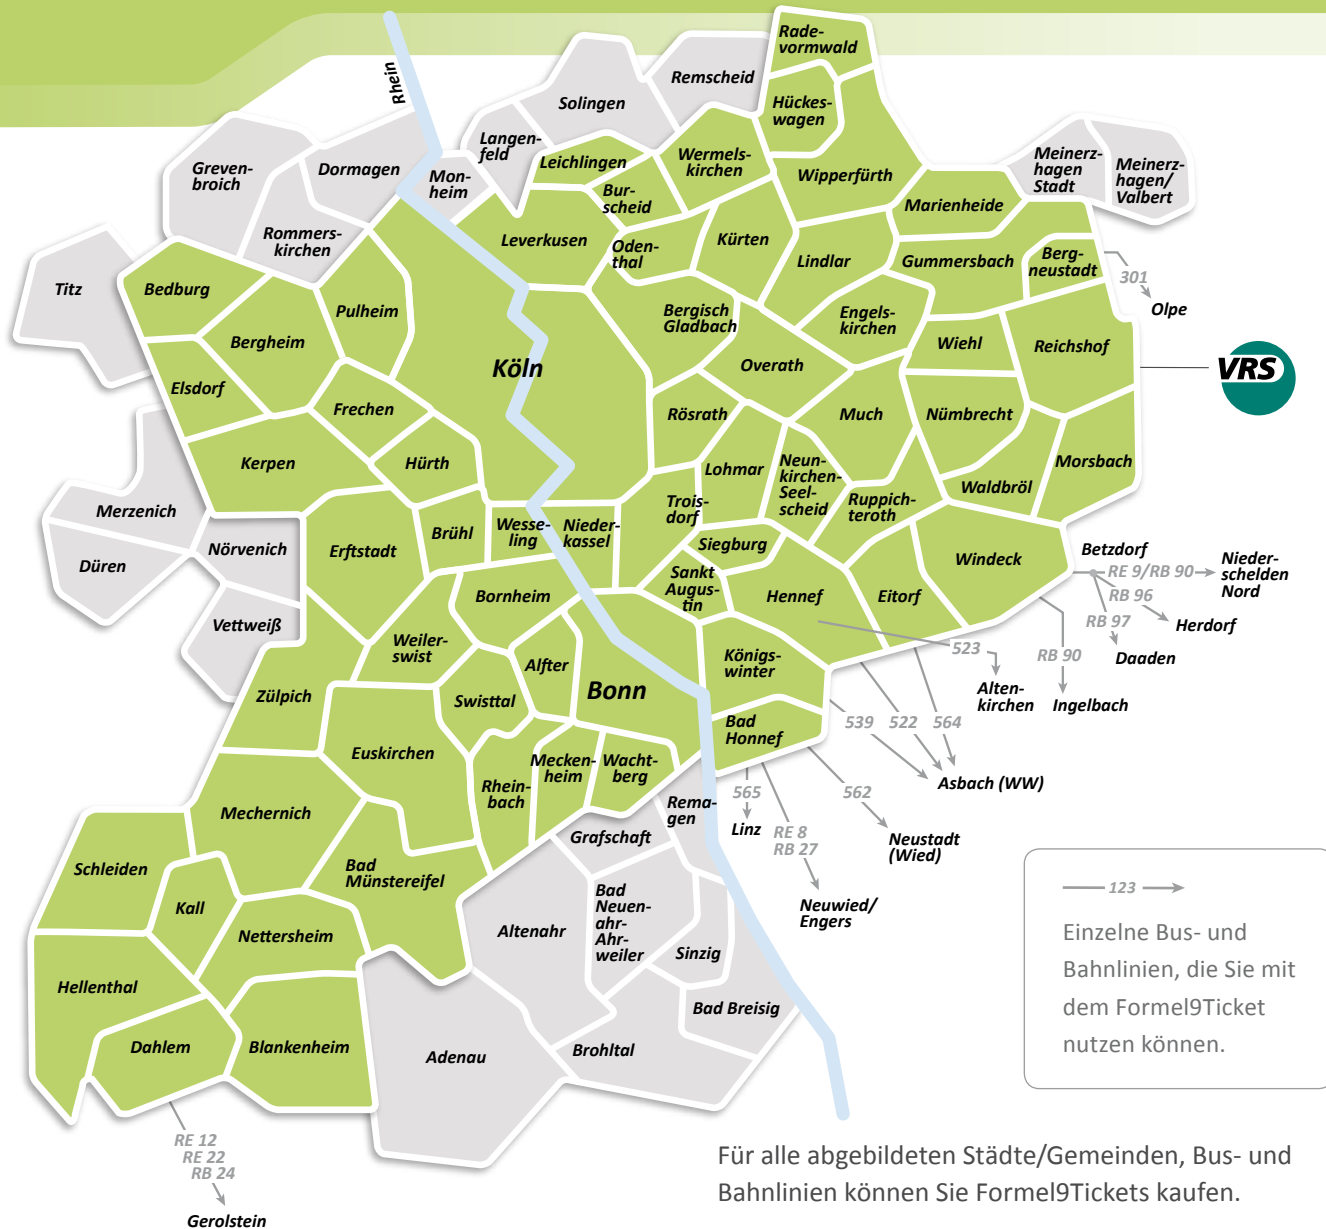 Rhein
Rade-
vormwald
Remscheid
Solingen
Hückes-
wagen
Langen-
feld
Leichlingen
Wermels-
kirchen
Wipperfürth
Meinerz-
hagen
Stadt
Meinerz-
hagen/
Valbert
Greven-
broich
Dormagen
Mon-
heim
Bur-
scheid
Marienheide
Rommers-
kirchen
Leverkusen
Oden-
thal
Kürten
Lindlar
Gummersbach
Berg-
neustadt
301
Olpe
Titz
Bedburg
Pulheim
Bergheim
Bergisch
Gladbach
Engels-
kirchen
Wiehl
Reichshof
VRS
Köln
Overath
Elsdorf
Frechen
Rösrath
Much
Nümbrecht
Kerpen
Hürth
Lohmar
Neun-
kirchen-
Seel-
scheid
Morsbach
Waldbröl
Merzenich
Trois-
dorf
Ruppich-
teroth
Düren
Nörvenich
Erftstadt
Brühl
Wesse-
ling
Nieder-
kassel
Siegburg
Windeck
Betzdorf
RE 9/RB 90
Nieder-
schelden
Nord
RB 96
Herdorf
RB 97
Daaden
RB 90
Ingelbach
Sankt
Augus-
tin
Hennef
Eitorf
Bornheim
Vettweiß
Weiler-
swist
Alfter
Königs-
winter
523
Alten-
kirchen
Zülpich
Swisttal
Bonn
Bad
Honnef
539
522
564
Asbach (WW)
Euskirchen
Rhein-
bach
Mecken-
heim
Wacht-
berg
565
Linz
RE 8
RB 27
Neuwied/
Engers
562
Neustadt
(Wied)
Mechernich
Rema-
gen
Grafschaft
Schleiden
Bad
Münstereifel
Kall
Nettersheim
Altenahr
Bad
Neuen-
ahr-
Ahr-
weiler
Sinzig
Hellenthal
Bad Breisig
Dahlem
Blankenheim
Adenau
Brohltal
RE 12
RE 22
RB 24
Gerolstein
123
Einzelne Bus- und
Bahnlinien, die Sie mit
dem Formel9Ticket
nutzen können.
Für alle abgebildeten Städte/Gemeinden, Bus- und
Bahnlinien können Sie Formel9Tickets kaufen.